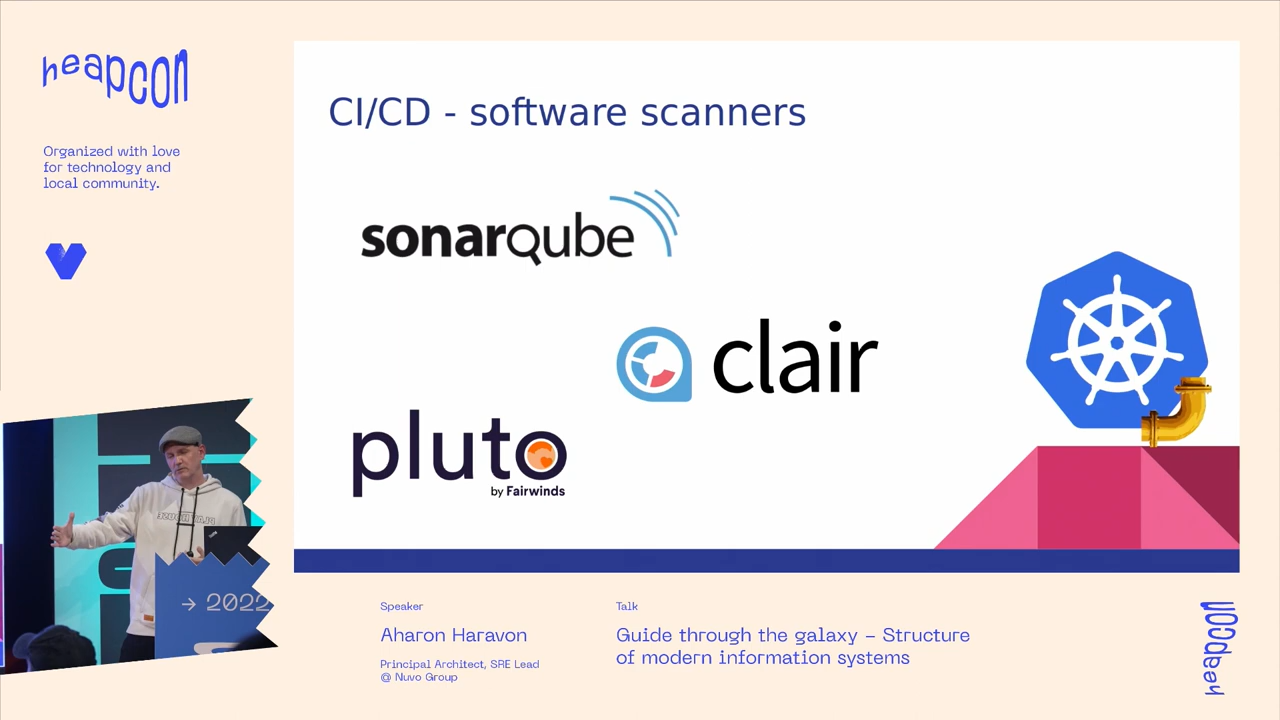 heapcon
Organized with love
for technology and
local community.
CI/CD - software scanners
sonarqube
clair
pluto
by Fairwinds
→ 2022
Speaker
Aharon Haravon
Principal Architect, SRE Lead
@ Nuvo Group
Talk
Guide through the galaxy – Structure
of modern information systems
heapcon